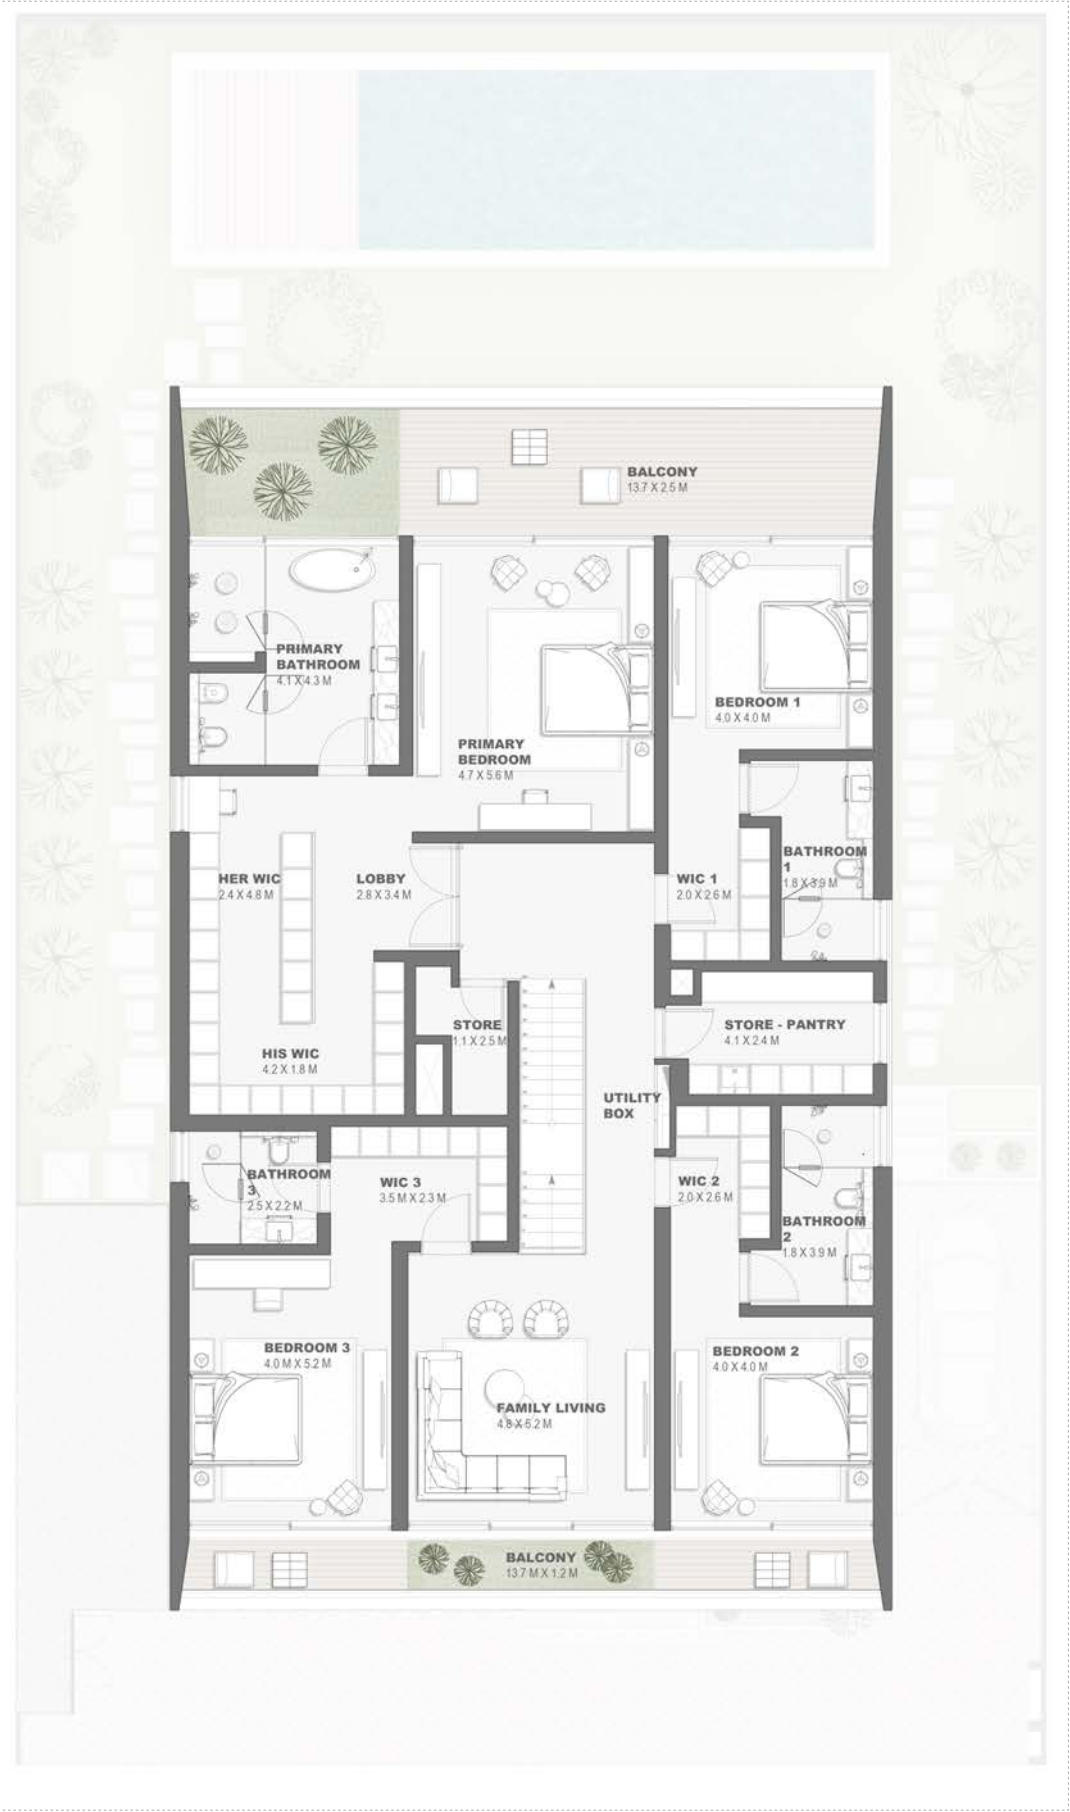 BALCONY
13.7 X 2.5 M
PRIMARY
BATHROOM
4.1 X 4.3 M
PRIMARY
BEDROOM
4.7 X 5.6 M
BEDROOM 1
4.0 X 4.0 M
BATHROOM
1
1.8 X 3.9 M
HER WIC
2.4 X 4.8 M
LOBBY
2.8 X 3.4 M
WIC 1
2.0 X 2.6 M
STORE
1.1 X 2.5 M
STORE - PANTRY
4.1 X 2.4 M
HIS WIC
4.2 X 1.8 M
UTILITY
BOX
BATHROOM
3
2.5 X 2.2 M
WIC 3
3.5 M X 2.3 M
WIC 2
2.0 X 2.6 M
BATHROOM
2
1.8 X 3.9 M
BEDROOM 3
4.0 M X 5.2 M
BEDROOM 2
4.0 X 4.0 M
FAMILY LIVING
4.8 X 5.2 M
BALCONY
13.7 M X 1.2 M